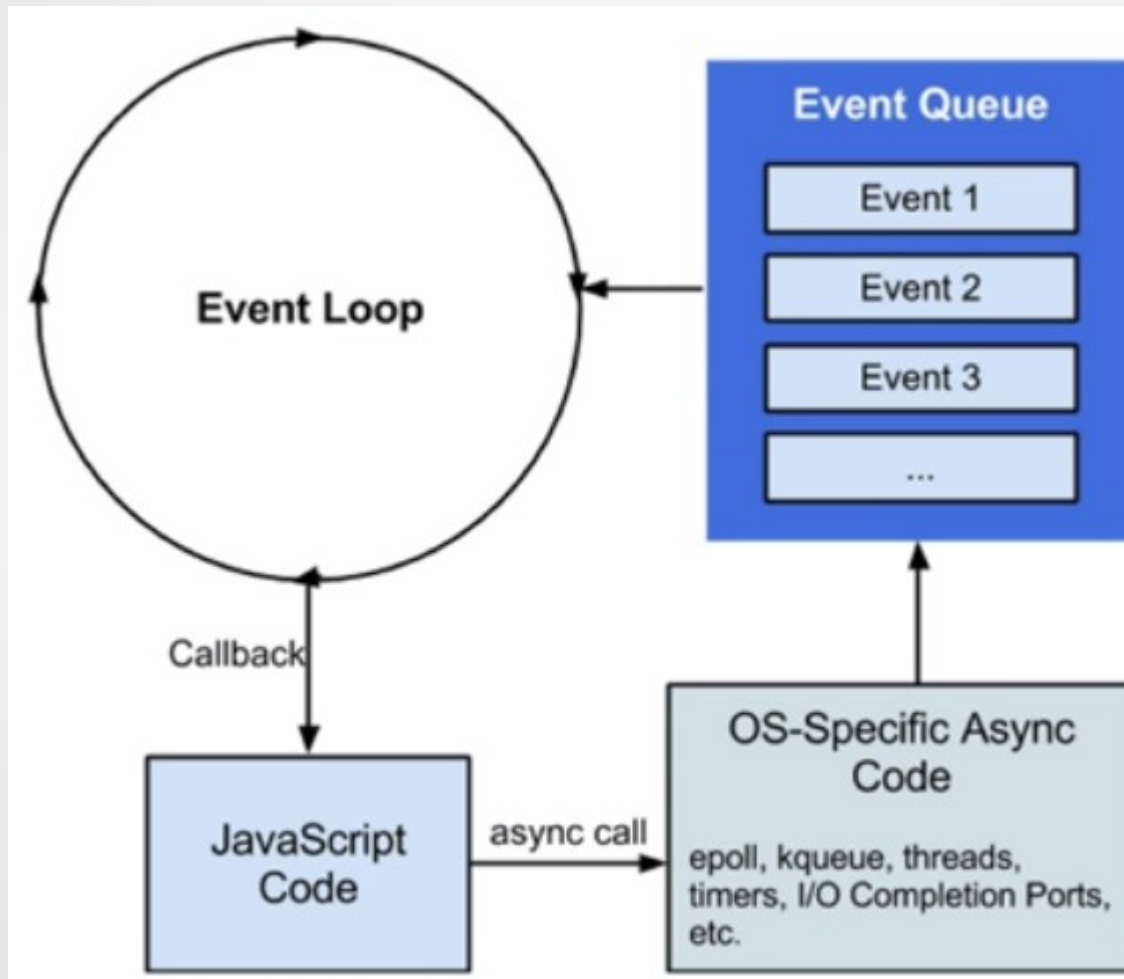 Event Queue
Event 1
Event Loop
Event 2
Event 3
...
Callback
OS-Specific Async
Code
JavaScript
Code
async call
epoll, kqueue, threads,
timers, I/O Completion Ports,
etc.